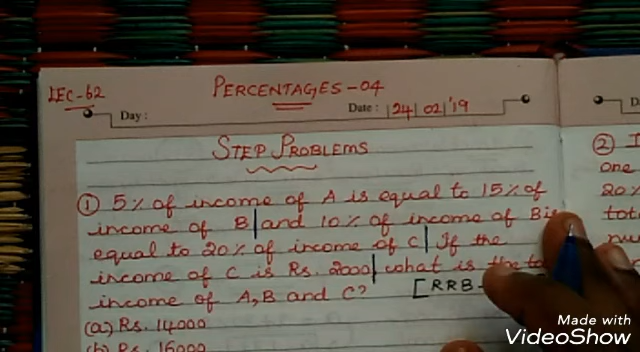 LEC-62
PERCENTAGES-04
Day :
Date : 24/02/'19
STEP PROBLEMS
① 5% of income of A is equal to 15% of
income of B and 10% of income of B is
equal to 20% of income of C. If the
income of C is Rs. 2000, what is the
income of A, B and C? [RRB-
(a) Rs. 14000
(b) Rs. 16000
②
one
20%
tot
Made with
VideoShow